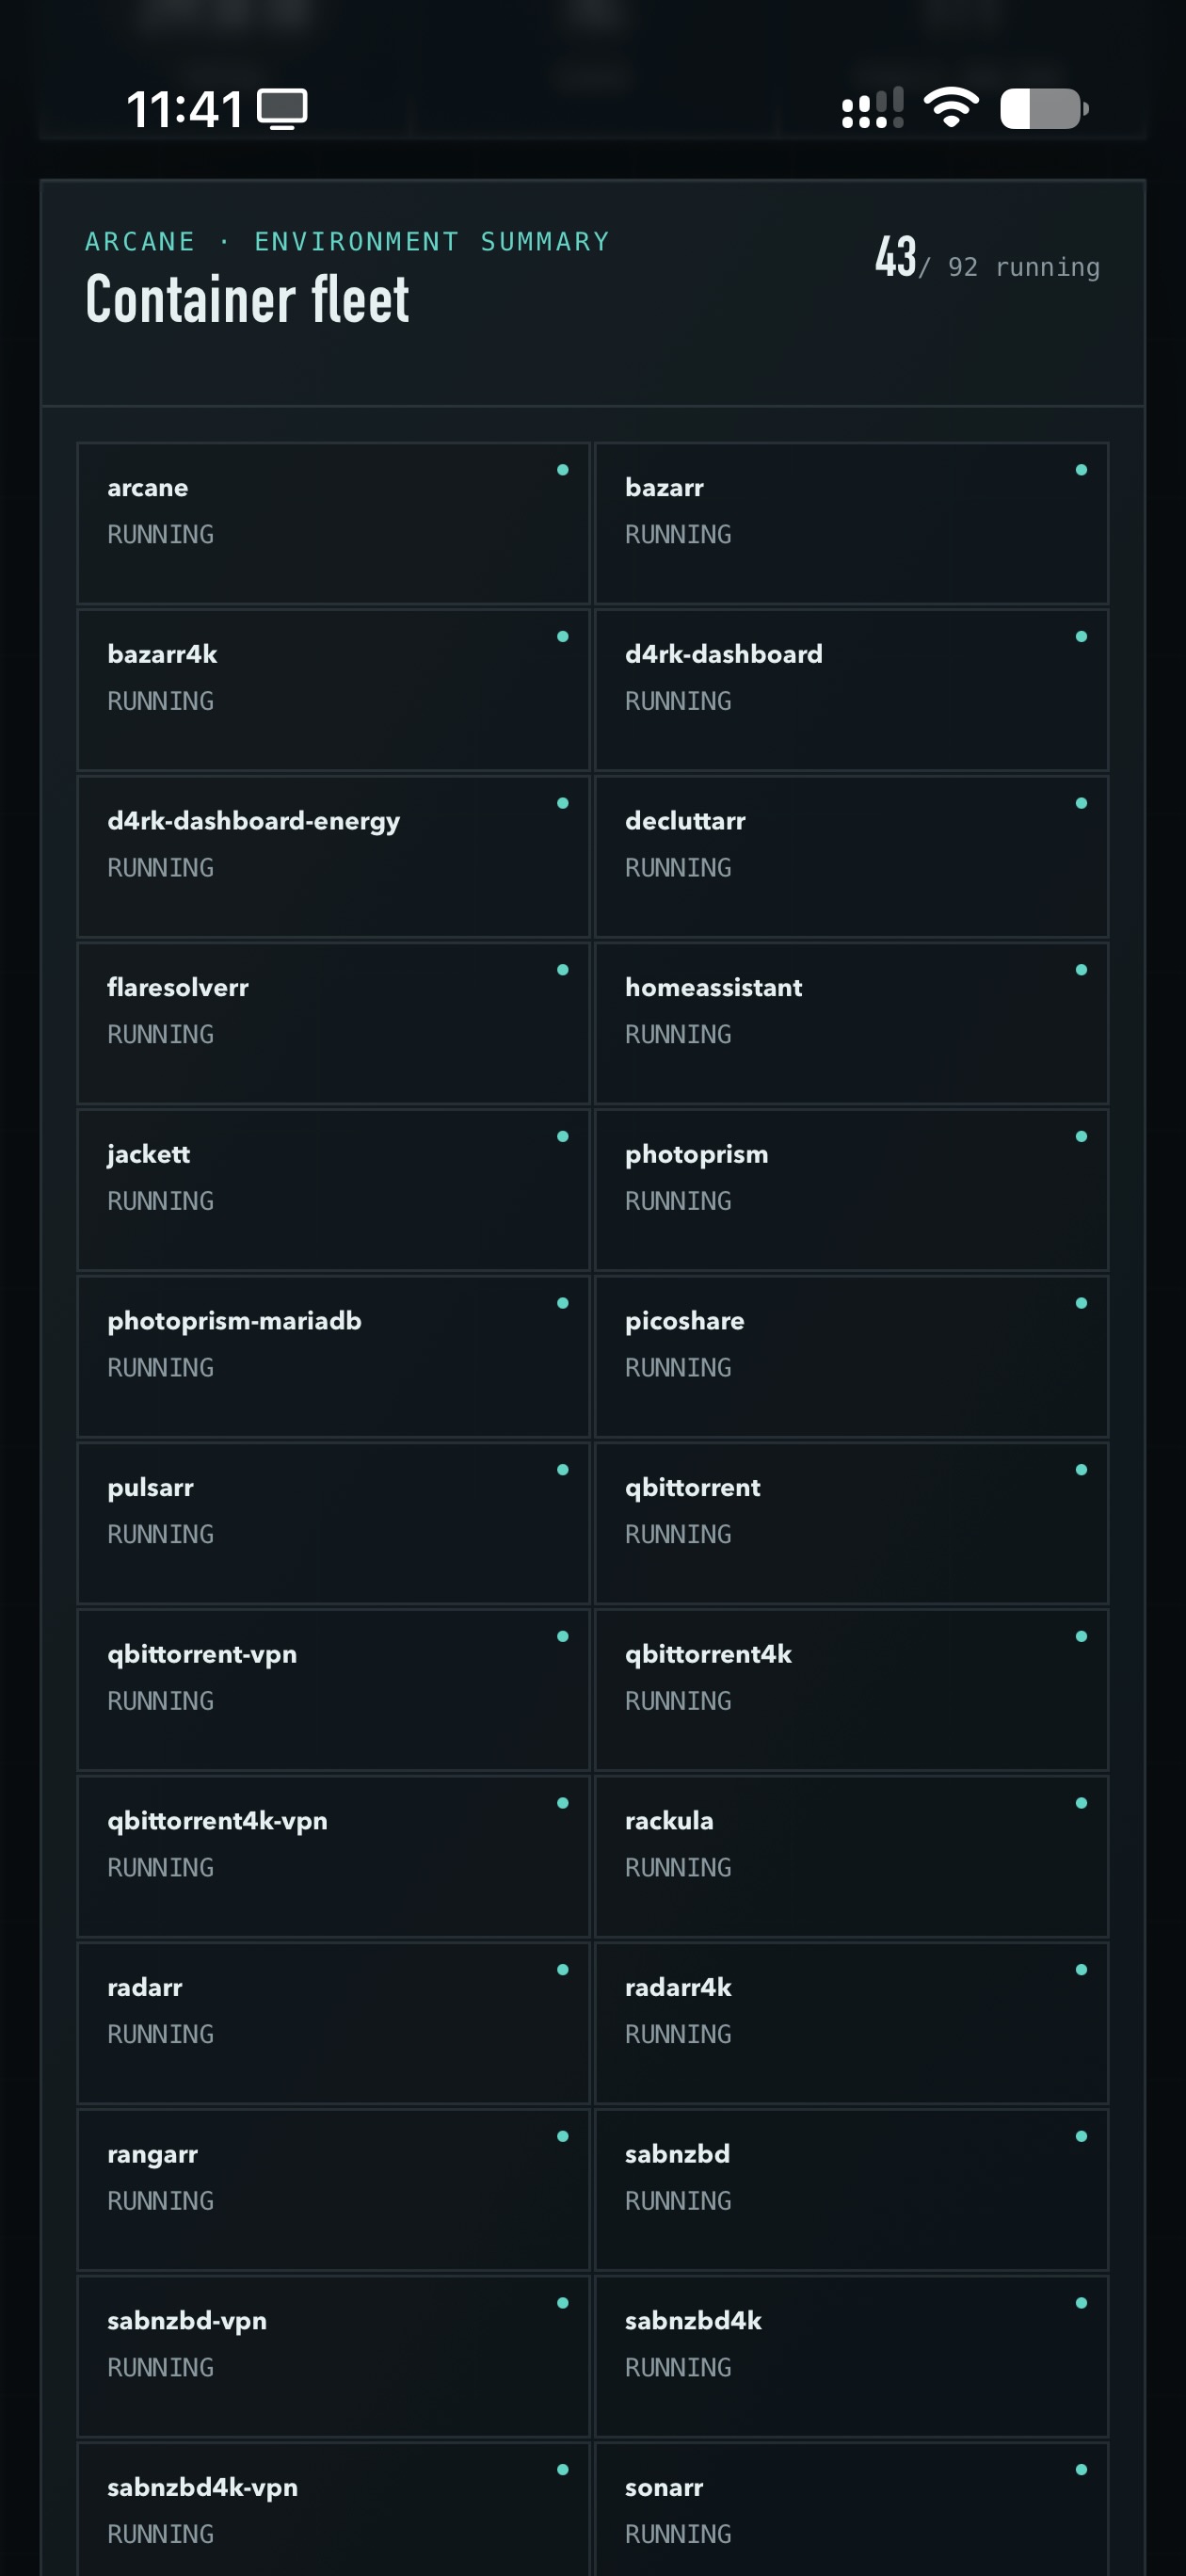 11:41
ARCANE · ENVIRONMENT SUMMARY
Container fleet
43/ 92 running
arcane
RUNNING
bazarr
RUNNING
bazarr4k
RUNNING
d4rk-dashboard
RUNNING
d4rk-dashboard-energy
RUNNING
decluttarr
RUNNING
flaresolverr
RUNNING
homeassistant
RUNNING
jackett
RUNNING
photoprism
RUNNING
photoprism-mariadb
RUNNING
picoshare
RUNNING
pulsarr
RUNNING
qbittorrent
RUNNING
qbittorrent-vpn
RUNNING
qbittorrent4k
RUNNING
qbittorrent4k-vpn
RUNNING
rackula
RUNNING
radarr
RUNNING
radarr4k
RUNNING
rangarr
RUNNING
sabnzbd
RUNNING
sabnzbd-vpn
RUNNING
sabnzbd4k
RUNNING
sabnzbd4k-vpn
RUNNING
sonarr
RUNNING